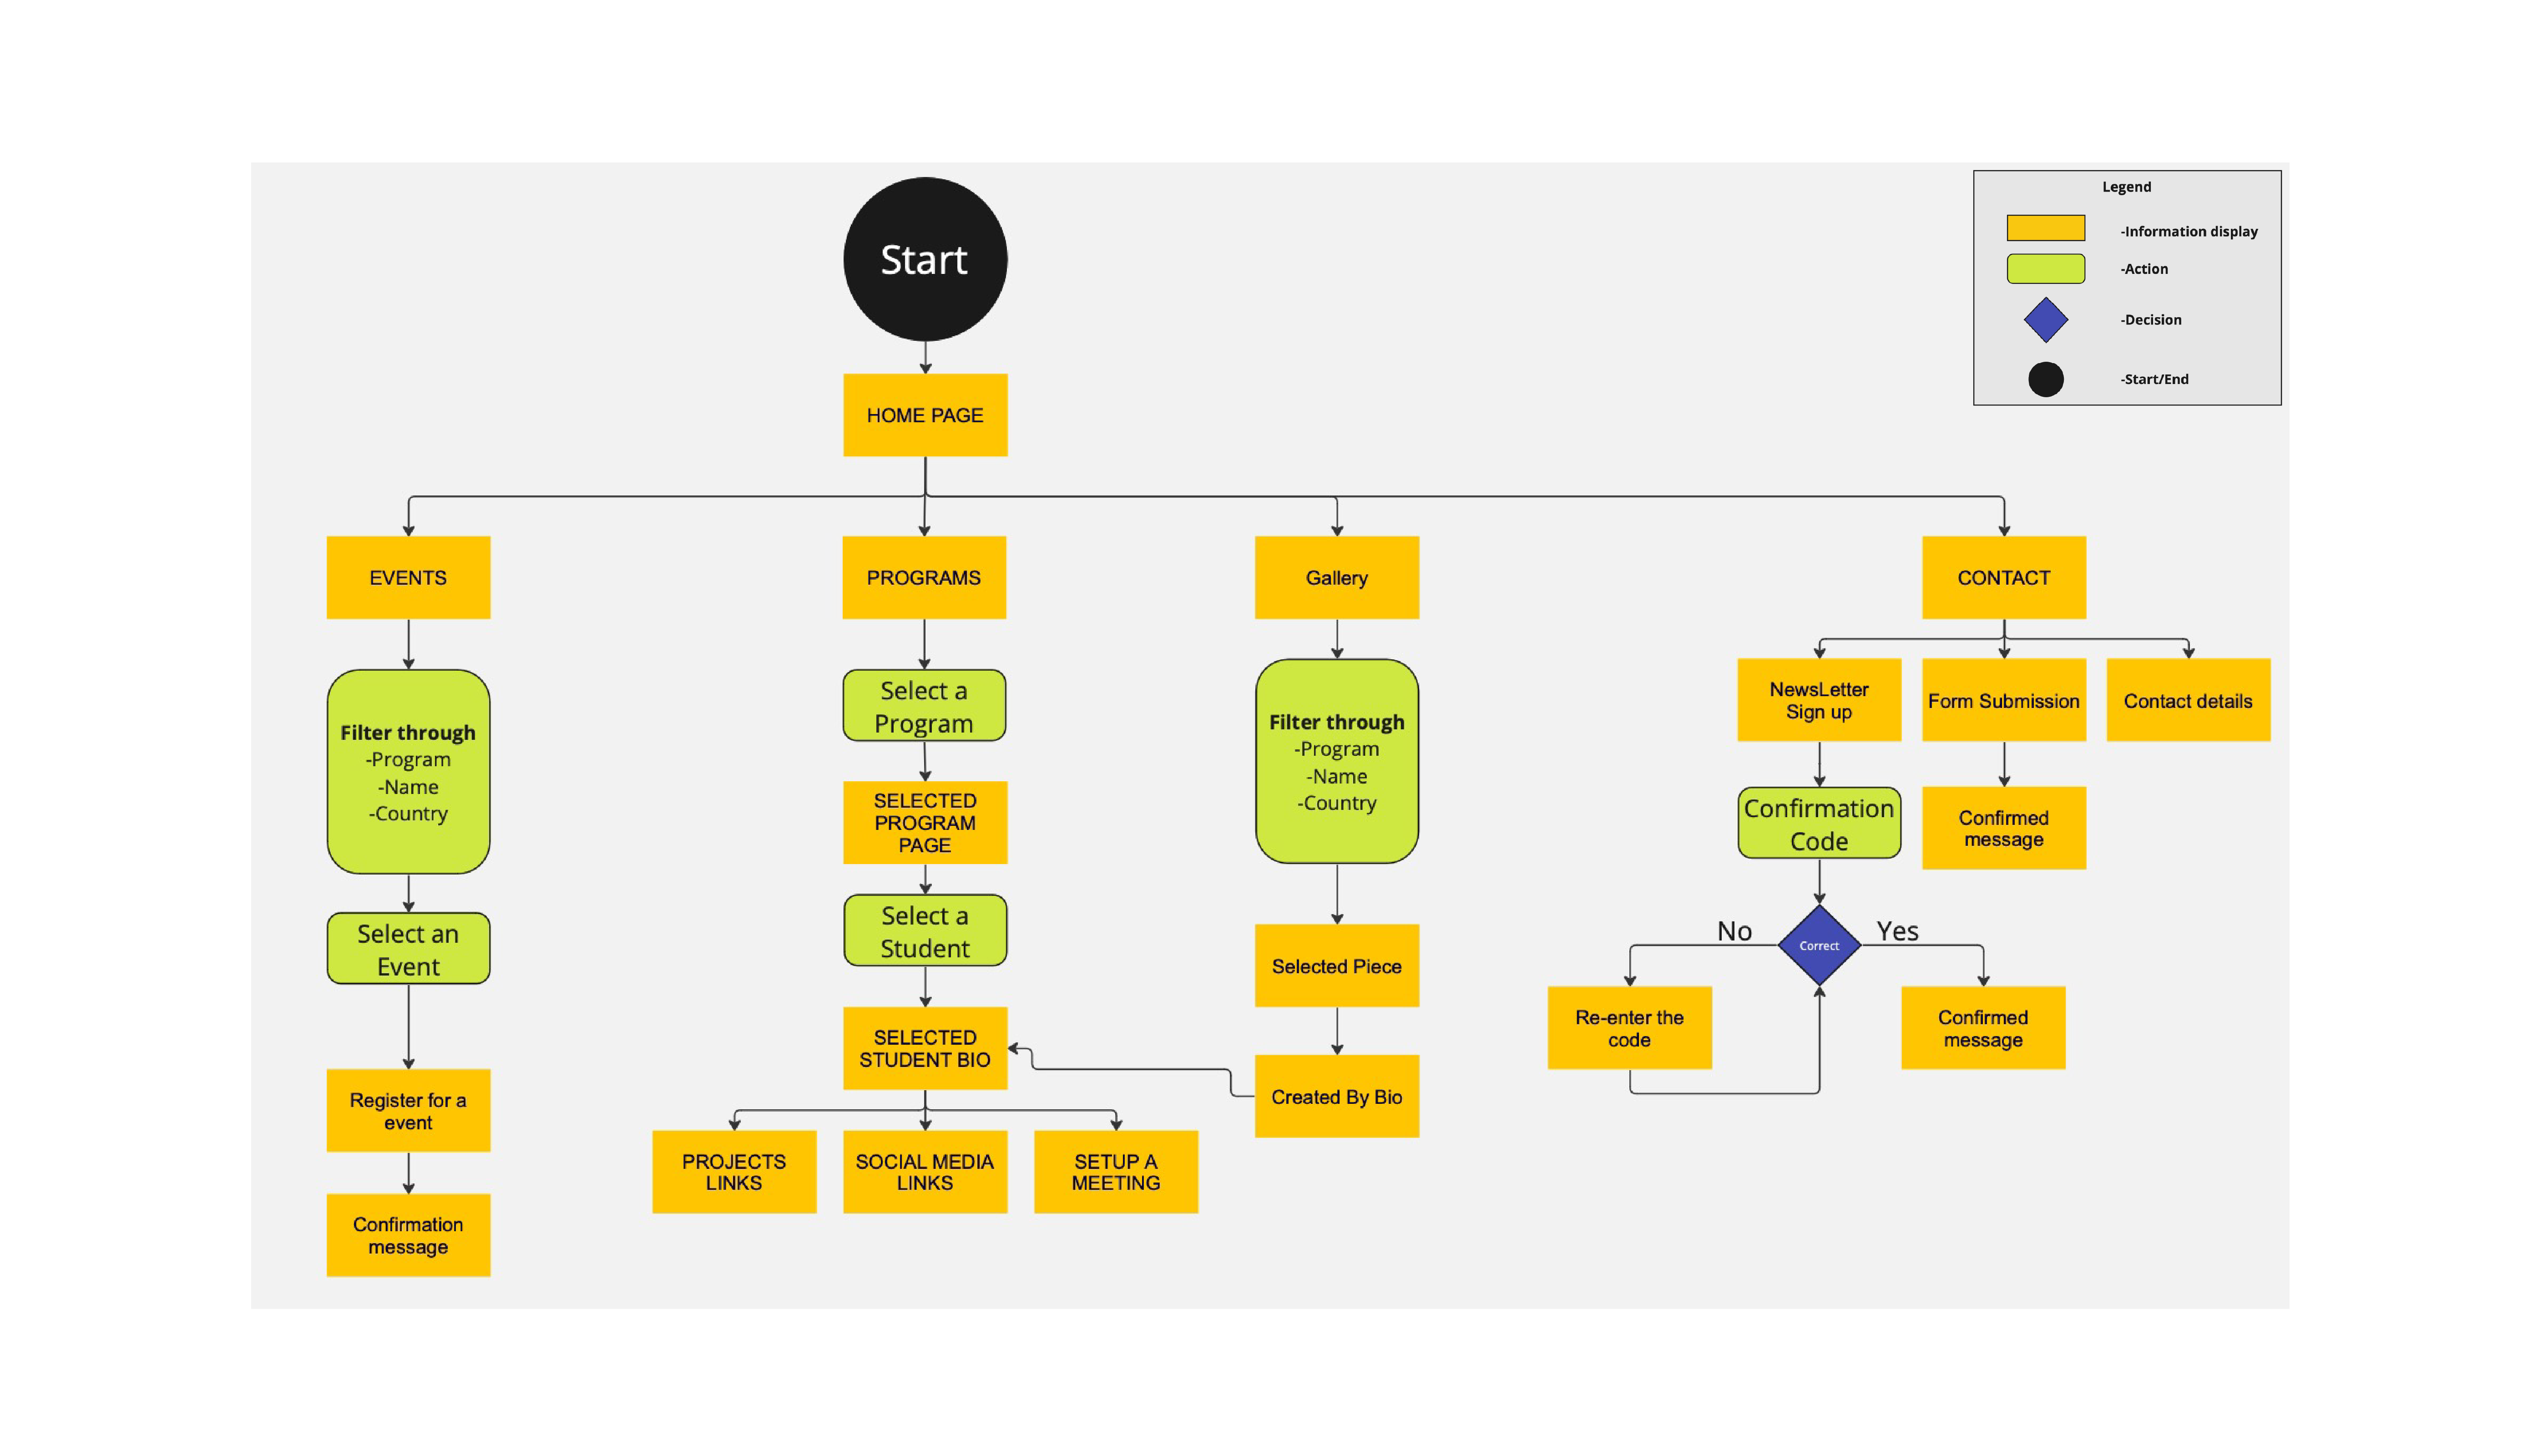 Start
Legend
-Information display
-Action
-Decision
-Start/End
HOME PAGE
EVENTS
PROGRAMS
Gallery
CONTACT
Filter through
-Program
-Name
-Country
Select an
Event
Register for a
event
Confirmation
message
Select a
Program
SELECTED
PROGRAM
PAGE
Select a
Student
SELECTED
STUDENT BIO
PROJECTS
LINKS
SOCIAL MEDIA
LINKS
SETUP A
MEETING
Filter through
-Program
-Name
-Country
Selected Piece
Created By Bio
NewsLetter
Sign up
Form Submission
Contact details
Confirmation
Code
Confirmed
message
No
Correct
Yes
Re-enter the
code
Confirmed
message